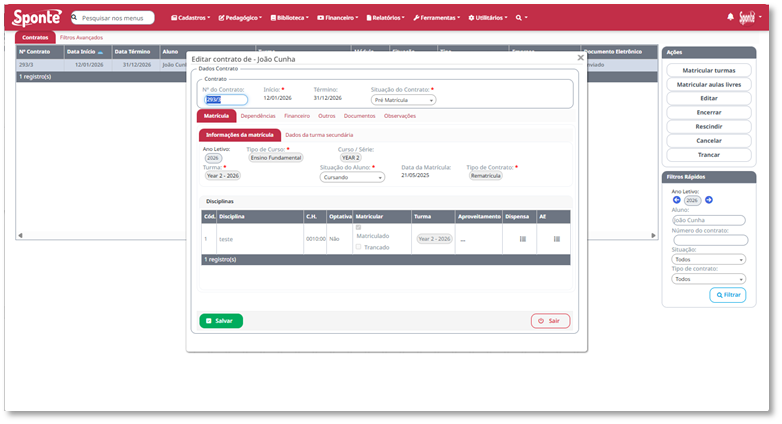 Sponte Pesquisar nos menus Cadastros Pedagógico Biblioteca Financeiro Relatórios Ferramentas Utilitários Sponte
Contratos Filtros Avançados
Nº Contrato Data Início Data Término Aluno Turma Módulo Situação Tipo Empresa Documento Eletrônico
293/3 12/01/2026 31/12/2026 João Cunha
1 registro(s)
Editar contrato de - João Cunha
Dados Contrato
Contrato
Nº do Contrato: Início: * Término: Situação do Contrato: *
293/3 12/01/2026 31/12/2026 Pré Matrícula
Matrícula Dependências Financeiro Outros Documentos Observações
Informações da matrícula Dados da turma secundária
Ano Letivo: Tipo de Curso: * Curso / Série:
2026 Ensino Fundamental YEAR 2
Turma: * Situação do Aluno: * Data da Matrícula: Tipo de Contrato: *
Year 2 - 2026 Cursando 21/05/2025 Rematrícula
Disciplinas
Cód. Disciplina C.H. Optativa Matricular Turma Aproveitamento Dispensa AE
1 teste 0010:00 Não Matriculado Year 2 - 2026 ...
Trancado
1 registro(s)
Salvar Sair
Ações
Matricular turmas
Matricular aulas livres
Editar
Encerrar
Rescindir
Cancelar
Trancar
Filtros Rápidos
Ano Letivo:
2026
Aluno:
João Cunha
Número do contrato:
Situação:
Todos
Tipo de contrato:
Todos
Filtrar